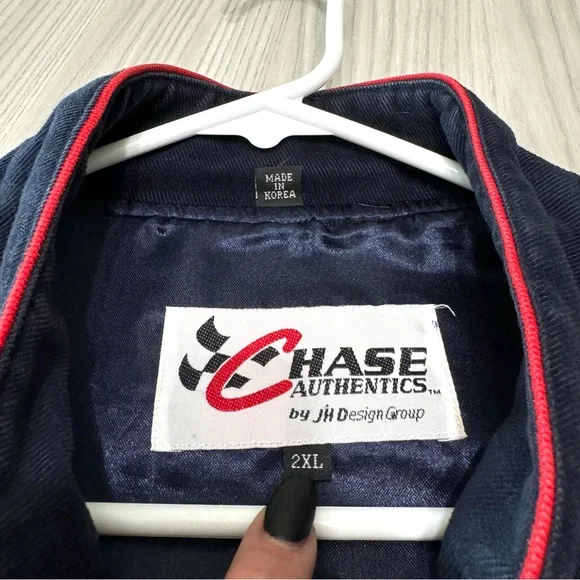 MADE
IN
KOREA
CHASE
AUTHENTICS™
by JH Design Group
2XL